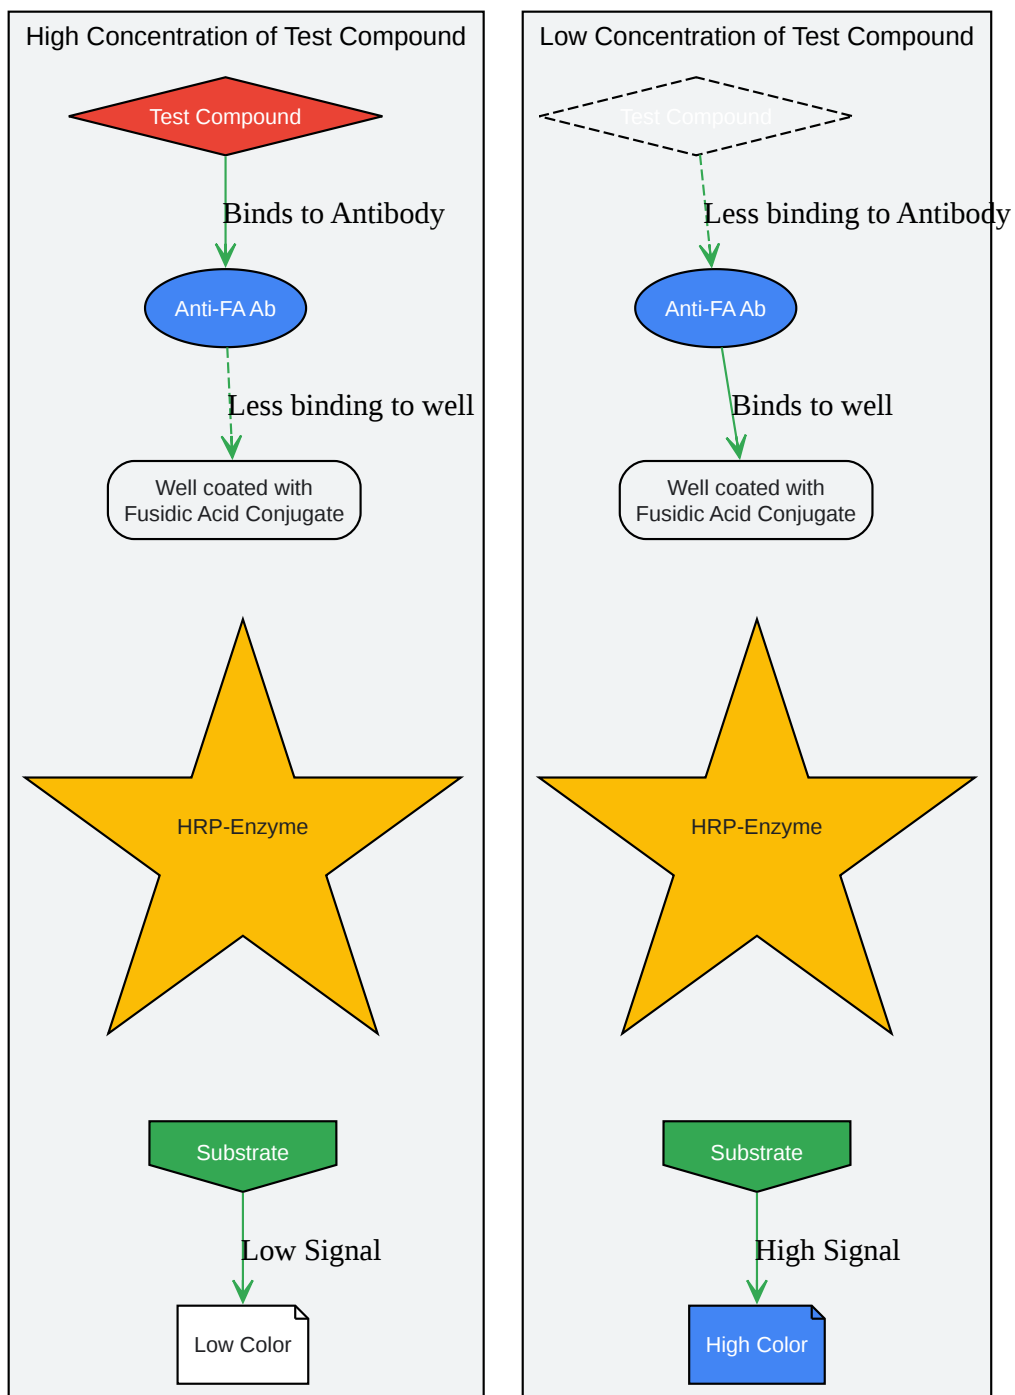 High Concentration of Test Compound
Test Compound
Binds to Antibody
Anti-FA Ab
Less binding to well
Well coated with
Fusidic Acid Conjugate
HRP-Enzyme
Substrate
Low Signal
Low Color
Low Concentration of Test Compound
Test Compound
Less binding to Antibody
Anti-FA Ab
Binds to well
Well coated with
Fusidic Acid Conjugate
HRP-Enzyme
Substrate
High Signal
High Color